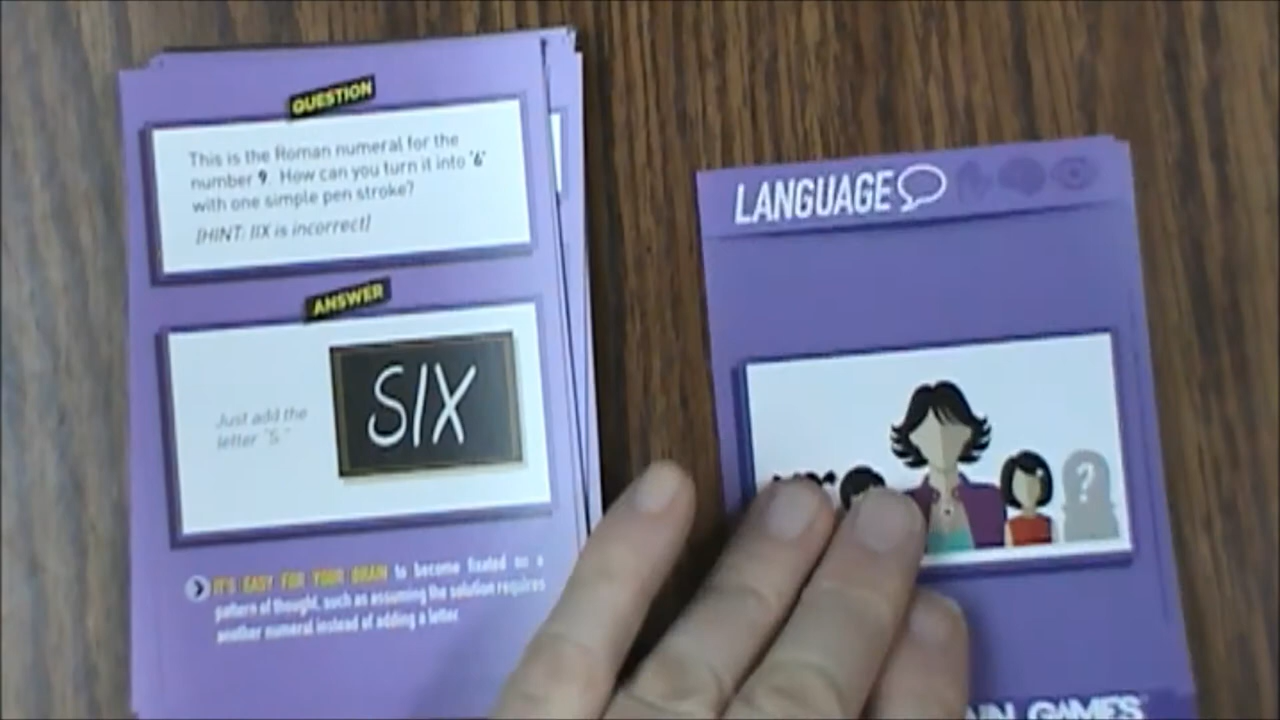 QUESTION
This is the Roman numeral for the
number 9. How can you turn it into '6'
with one simple pen stroke?
[HINT: IIX is incorrect]
ANSWER
Just add the
letter "S."
SIX
IT'S EASY FOR YOUR BRAIN to become fixated on a
pattern of thought, such as assuming the solution requires
another numeral instead of adding a letter.
LANGUAGE
?
GAMES